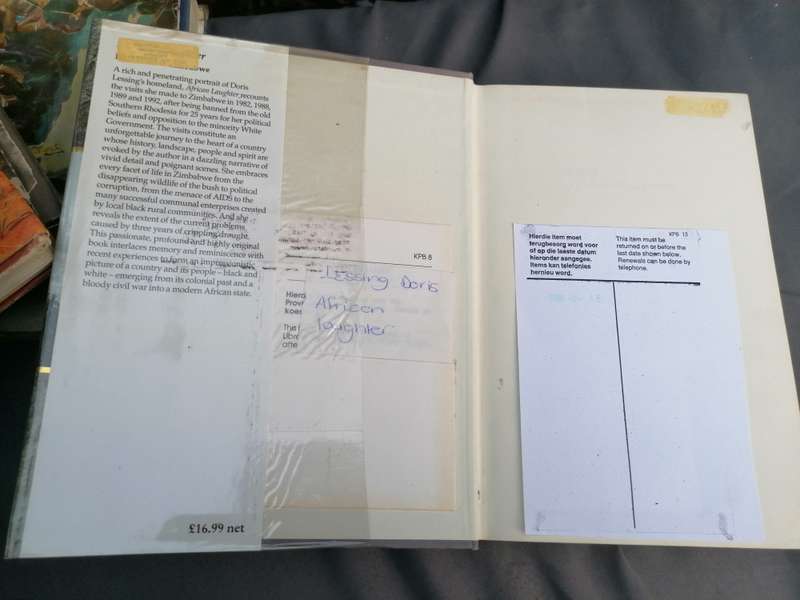 A rich and penetrating portrait of Doris
Lessing's homeland, African Laughter recounts
the visits she made to Zimbabwe in 1982, 1988,
1989 and 1992, after being banned from the old
Southern Rhodesia for 25 years for her political
beliefs and opposition to the minority White
Government. The visits constitute an
unforgettable journey to the heart of a country
whose history, landscape, people and spirit are
evoked by the author in a dazzling narrative of
vivid detail and poignant scenes. She embraces
every facet of life in Zimbabwe from the
disappearing wildlife of the bush to political
corruption, from the menace of AIDS to the
many successful communal enterprises created
by local black rural communities. And she
reveals the extent of the current problems
caused by three years of crippling drought.
This passionate, profound and highly original
book interlaces memory and reminiscence with
recent experiences to form an impressionistic
picture of a country and its people – black and
white – emerging from its colonial past and a
bloody civil war into a modern African state.
£16.99 net
KPB 8
Lessing Doris
African
laughter
Hierd
Provi
koes
This i
Libra
afte
KPB 13
Hierdie item moet
terugbesorg word voor
of op die laaste datum
hieronder aangegee.
Items kan telefonies
hernieu word.
This item must be
returned on or before the
last date shown below.
Renewals can be done by
telephone.